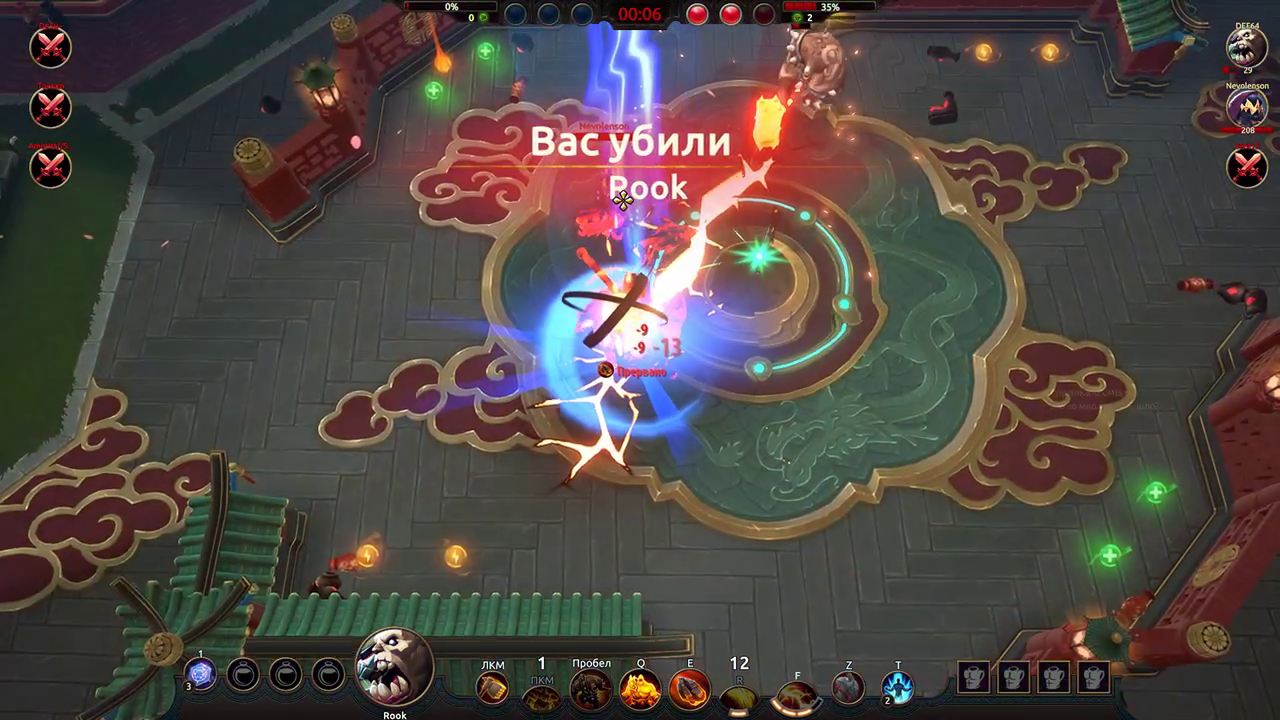 0%
0
00:06
35%
2
DEE64
29
Nevolenson
208
Nevolenson
Вас убили
Rook
-9
-9 -13
Прервано
1
3
ЛКМ
1
ПКМ
Пробел
Q
E
12
R
F
Z
T
2
Rook